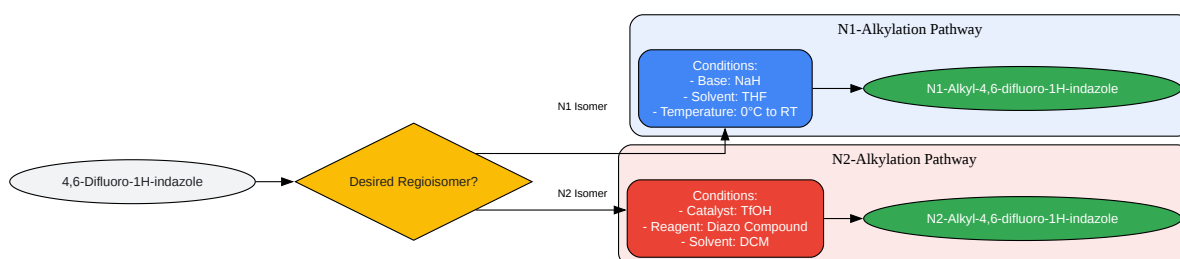 N1-Alkylation Pathway
Conditions:
- Base: NaH
- Solvent: THF
- Temperature: 0°C to RT
N1-Alkyl-4,6-difluoro-1H-indazole
N1 Isomer
4,6-Difluoro-1H-indazole
Desired Regioisomer?
N2 Isomer
N2-Alkylation Pathway
Conditions:
- Catalyst: TfOH
- Reagent: Diazo Compound
- Solvent: DCM
N2-Alkyl-4,6-difluoro-1H-indazole